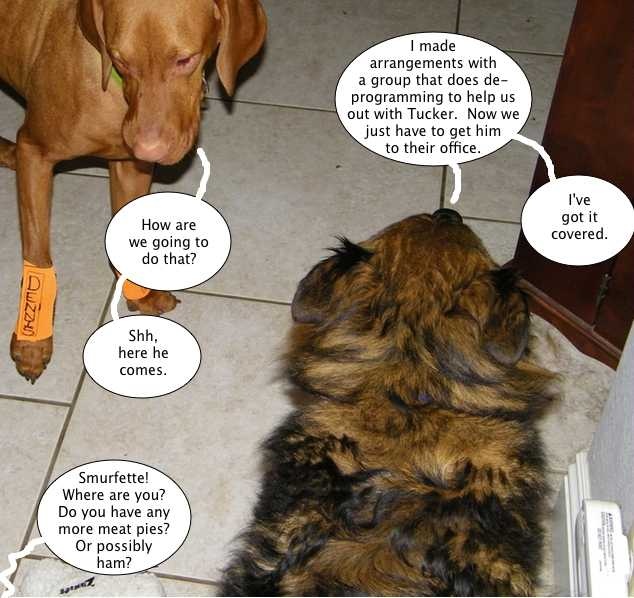 I made
arrangements with
a group that does de-
programming to help us
out with Tucker.  Now we
just have to get him
to their office.
I've
got it
covered.
How are
we going to
do that?
Shh,
here he
comes.
Smurfette!
Where are you?
Do you have any
more meat pies?
Or possibly
ham?